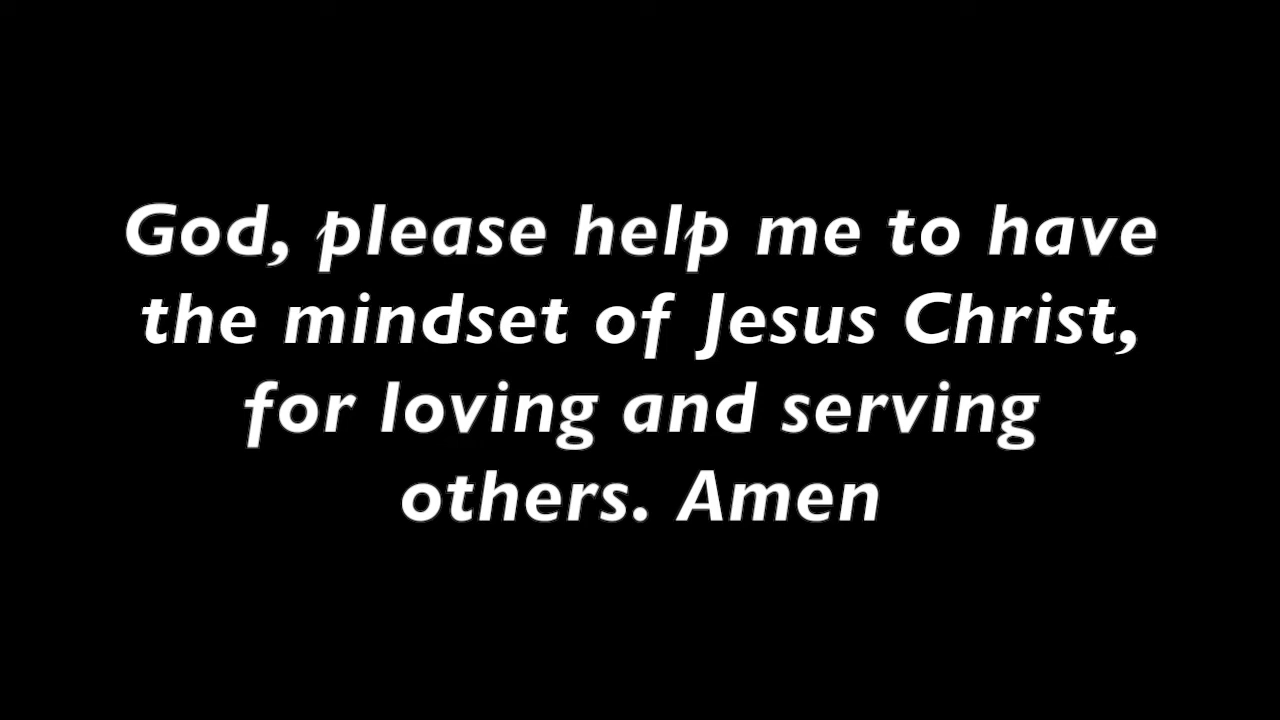 God, please help me to have
the mindset of Jesus Christ,
for loving and serving
others. Amen